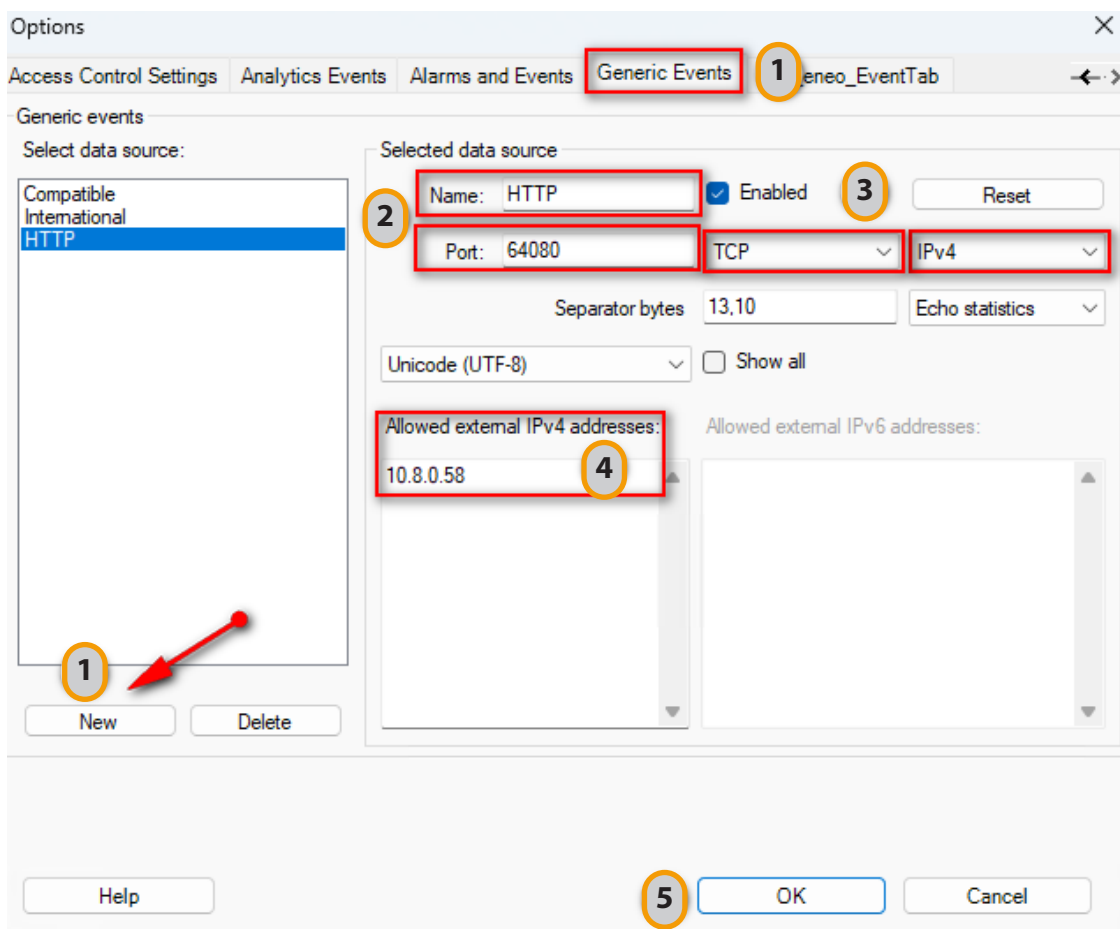 Options
Access Control Settings Analytics Events Alarms and Events Generic Events 1 eneo_EventTab
Generic events
Select data source:
Compatible
International
HTTP
1
New Delete
Selected data source
Name: HTTP Enabled 3 Reset
2
Port: 64080 TCP IPv4
Separator bytes 13,10 Echo statistics
Unicode (UTF-8) Show all
Allowed external IPv4 addresses: Allowed external IPv6 addresses:
10.8.0.58 4
Help 5 OK Cancel